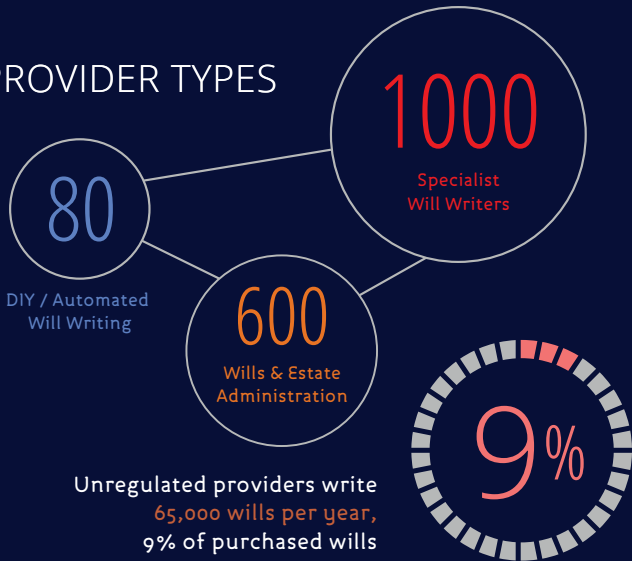 PROVIDER TYPES
1000
Specialist
Will Writers
80
DIY / Automated
Will Writing
600
Wills & Estate
Administration
9%
Unregulated providers write
65,000 wills per year,
9% of purchased wills